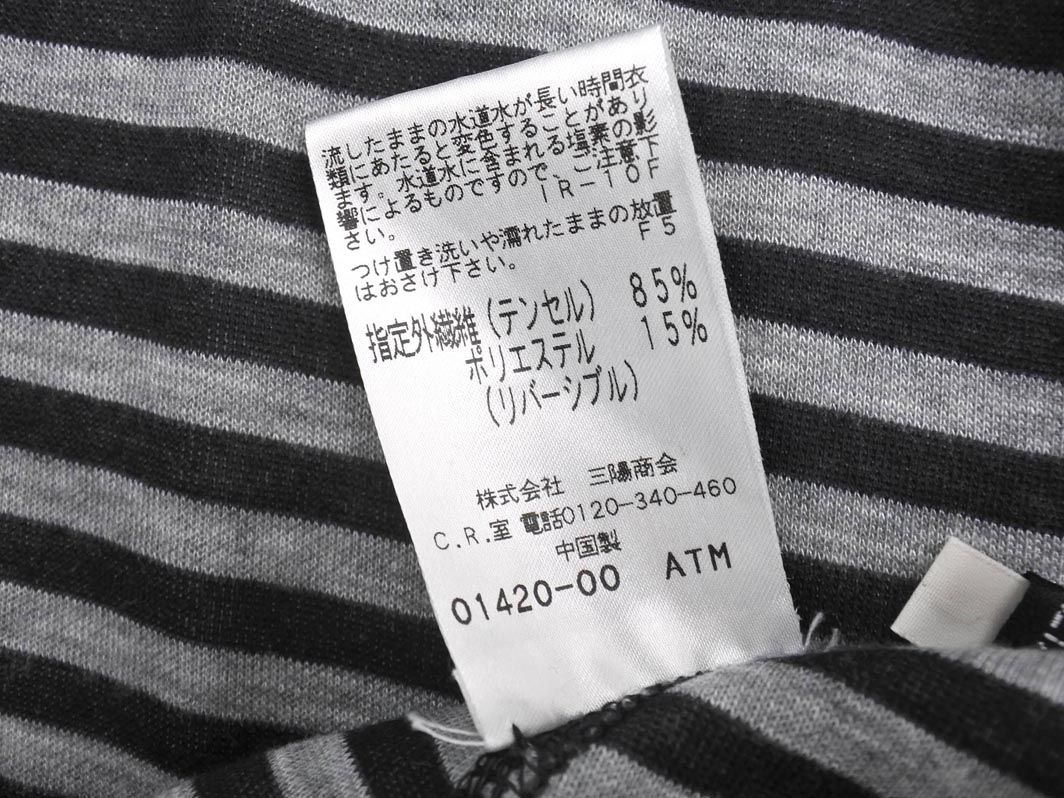 流したままの水道水が長い時間衣
類にあたると変色することがあり
ます。水道水に含まれる塩素の影
響によるものですので、ご注意下
さい。 IR-10F
つけ置き洗いや濡れたままの放置
はおさけ下さい。 F5
指定外繊維(テンセル) 85%
ポリエステル 15%
(リバーシブル)
株式会社 三陽商会
C.R.室 電話0120-340-460
中国製
01420-00 ATM